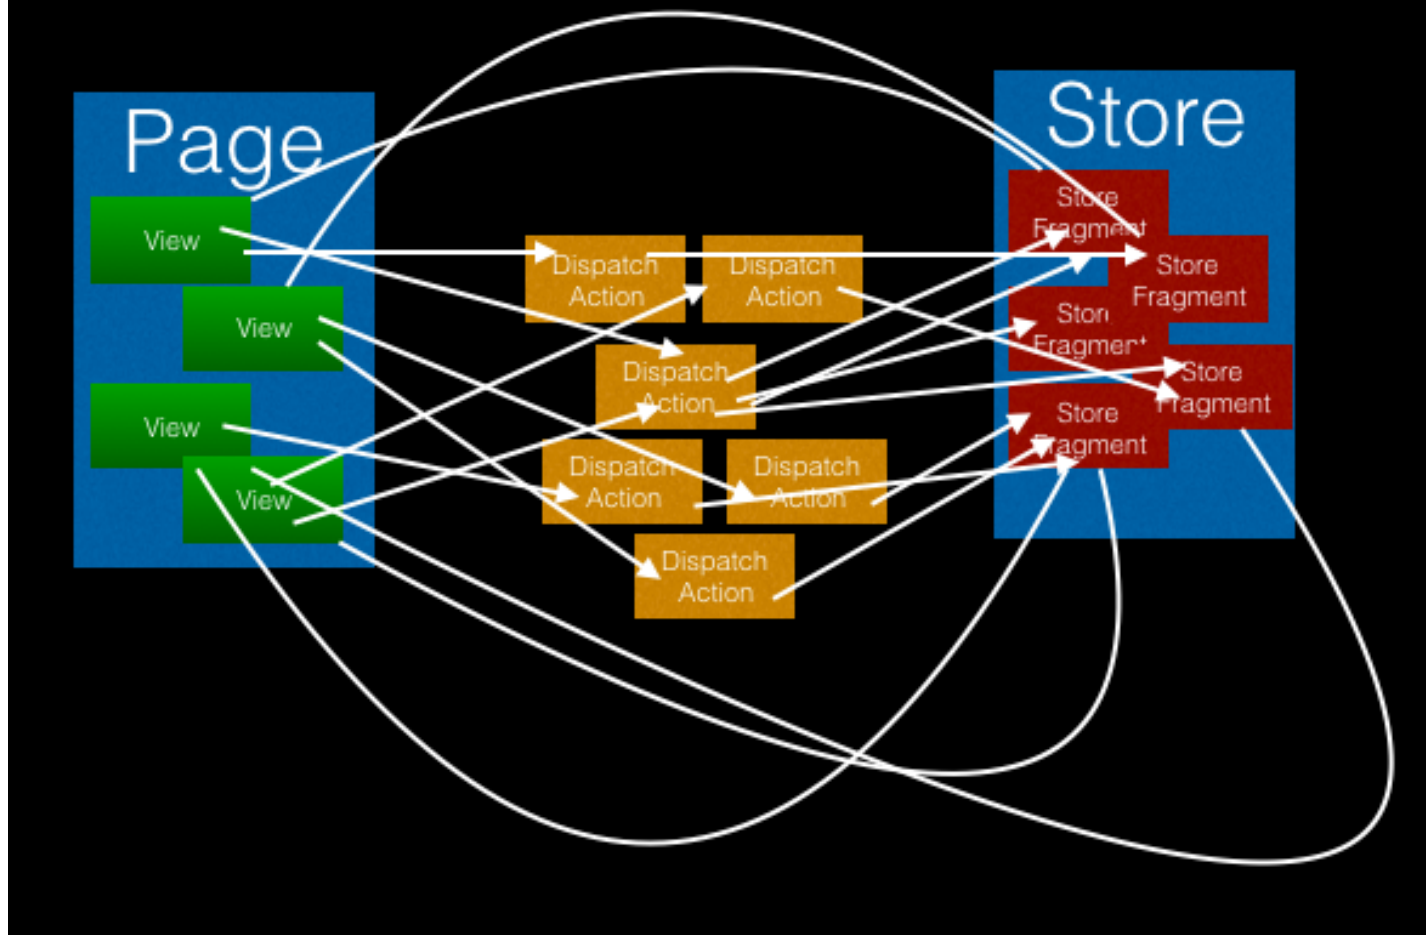 Page
View
View
View
View
Dispatch
Action
Dispatch
Action
Dispatch
Action
Dispatch
Action
Dispatch
Action
Dispatch
Action
Store
Store
Fragment
Store
Fragment
Store
Fragment
Store
Fragment
Store
Fragment